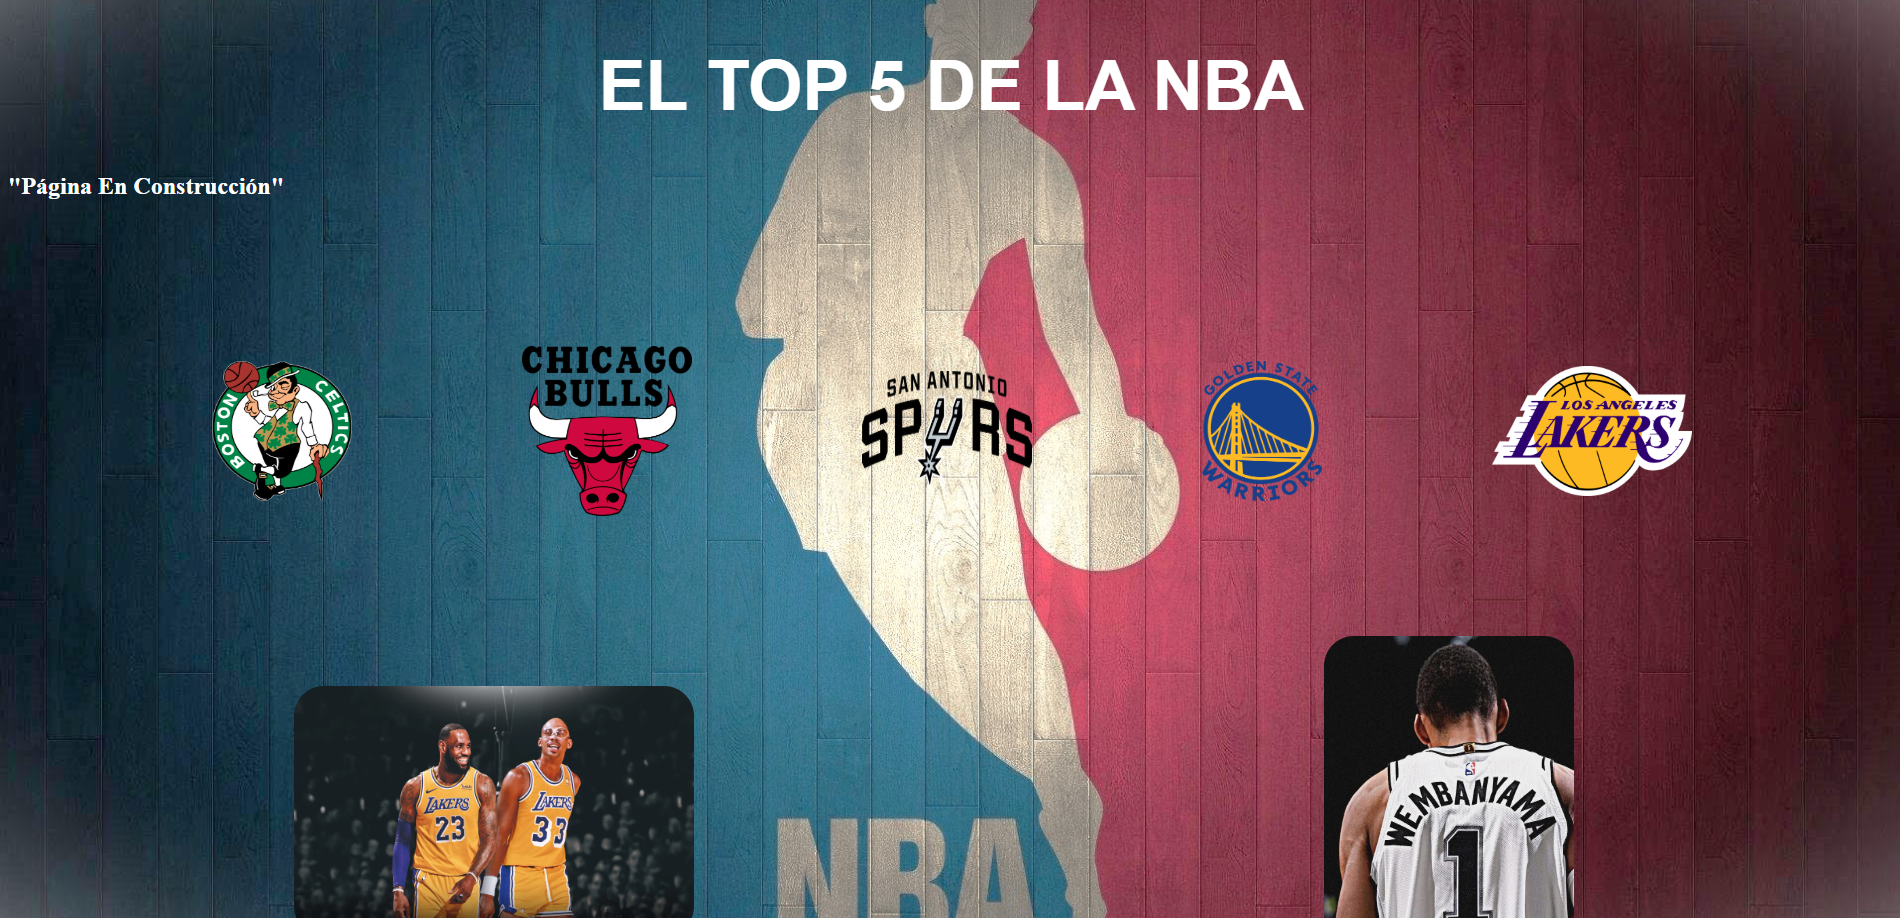 EL TOP 5 DE LA NBA
"Página En Construcción"
BOSTON CELTICS
CHICAGO
BULLS
SAN ANTONIO
SPURS
GOLDEN STATE
WARRIORS
LOS ANGELES
LAKERS
LAKERS
23
LAKERS
33
WEMBANYAMA
1
NBA